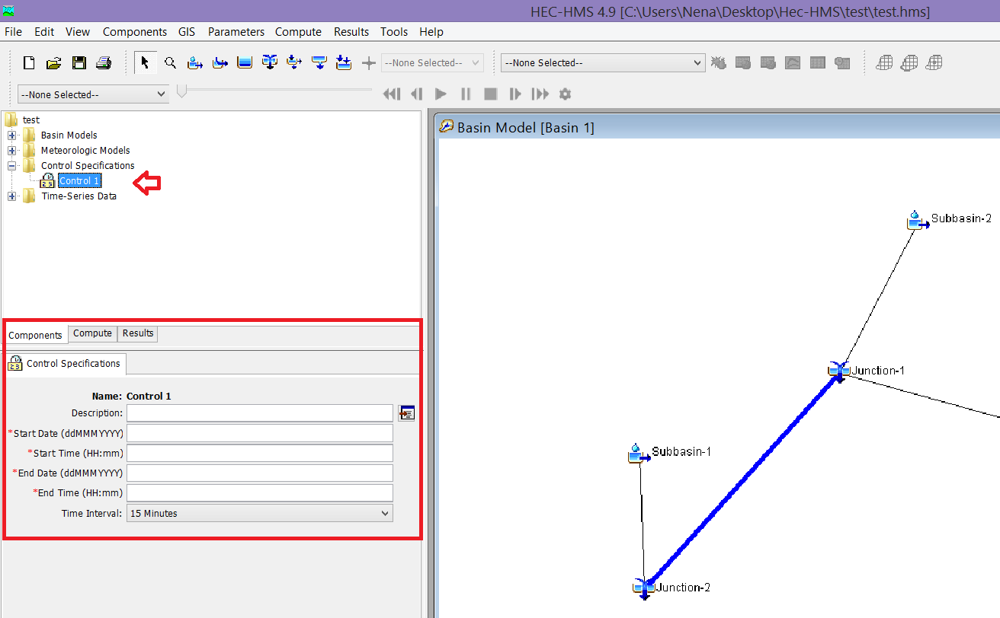 HEC-HMS 4.9 [C:\Users\Nena\Desktop\Hec-HMS\test\test.hms]
File Edit View Components GIS Parameters Compute Results Tools Help
--None Selected-- --None Selected--
--None Selected--
test
Basin Models
Meteorologic Models
Control Specifications
Control 1
Time-Series Data
Components Compute Results
Control Specifications
Name: Control 1
Description:
*Start Date (ddMMMYYYY)
*Start Time (HH:mm)
*End Date (ddMMMYYYY)
*End Time (HH:mm)
Time Interval: 15 Minutes
Basin Model [Basin 1]
Subbasin-2
Junction-1
Subbasin-1
Junction-2